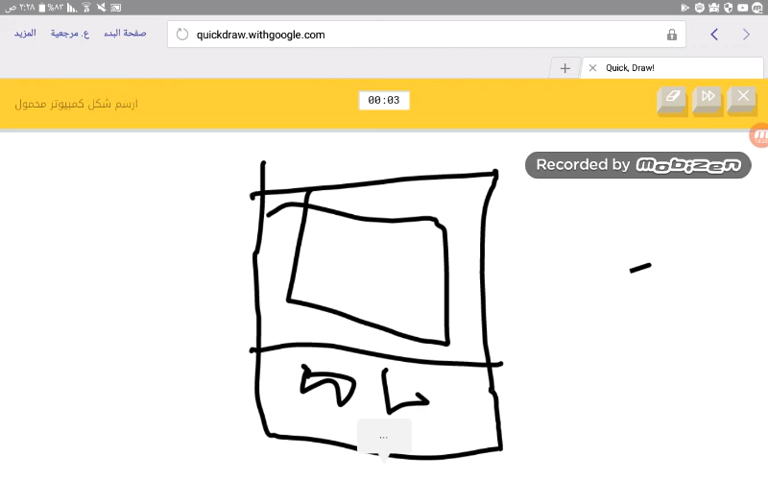 ٢:٢٨ ص %٨٣
المزيد ع. مرجعية صفحة البدء quickdraw.withgoogle.com
Quick, Draw!
ارسم شكل كمبيوتر محمول 00:03
Recorded by mobizen
...